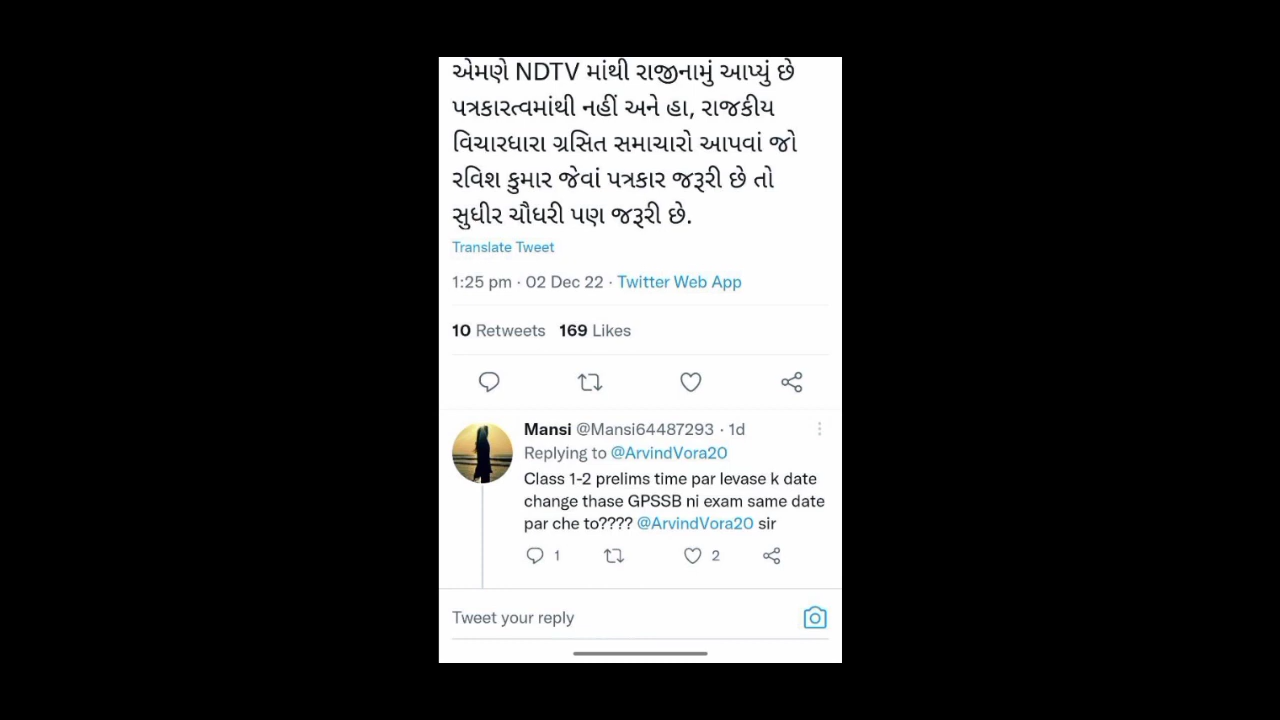 એમણે NDTV માંથી રાજીનામું આપ્યું છે
પત્રકારત્વમાંથી નહીં અને હા, રાજકીય
વિચારધારા ગ્રસિત સમાચારો આપવાં જો
રવિશ કુમાર જેવાં પત્રકાર જરૂરી છે તો
સુધીર ચૌધરી પણ જરૂરી છે.
Translate Tweet
1:25 pm · 02 Dec 22 · Twitter Web App
10 Retweets 169 Likes
Mansi @Mansi64487293 · 1d
Replying to @ArvindVora20
Class 1-2 prelims time par levase k date
change thase GPSSB ni exam same date
par che to???? @ArvindVora20 sir
1 2
Tweet your reply